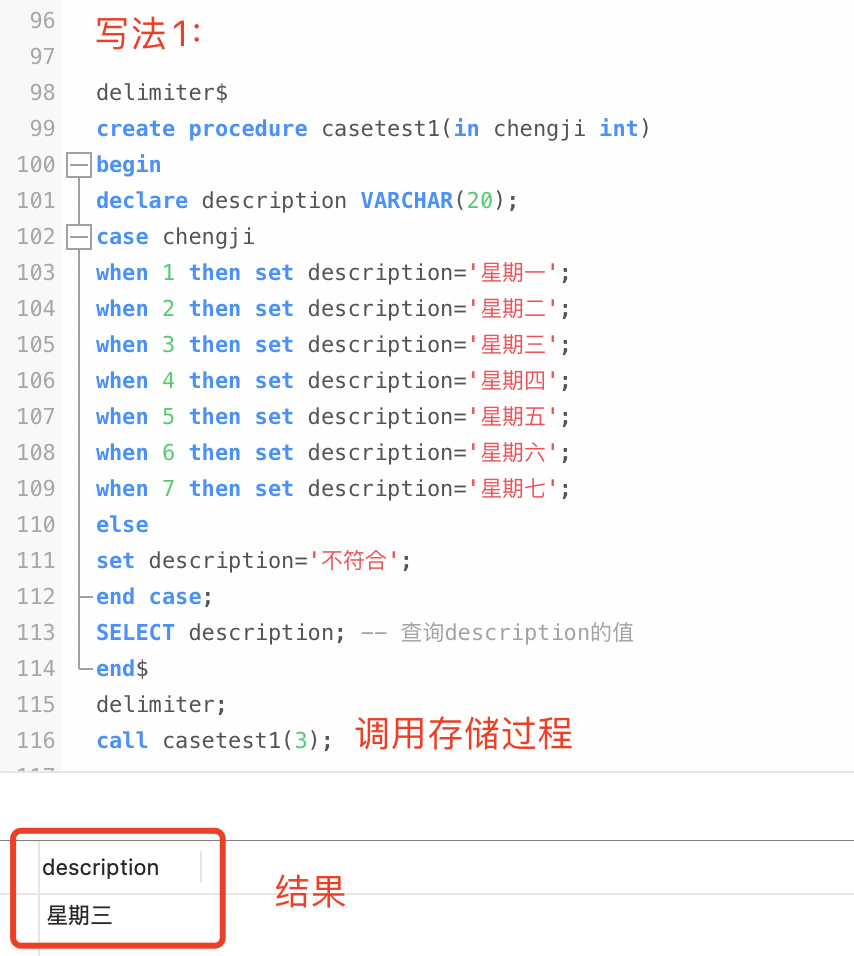 96 写法1:
97
98 delimiter$
99 create procedure casetest1(in chengji int)
100 begin
101 declare description VARCHAR(20);
102 case chengji
103 when 1 then set description='星期一';
104 when 2 then set description='星期二';
105 when 3 then set description='星期三';
106 when 4 then set description='星期四';
107 when 5 then set description='星期五';
108 when 6 then set description='星期六';
109 when 7 then set description='星期七';
110 else
111 set description='不符合';
112 end case;
113 SELECT description; -- 查询description的值
114 end$
115 delimiter;
116 call casetest1(3); 调用存储过程
description
星期三 结果